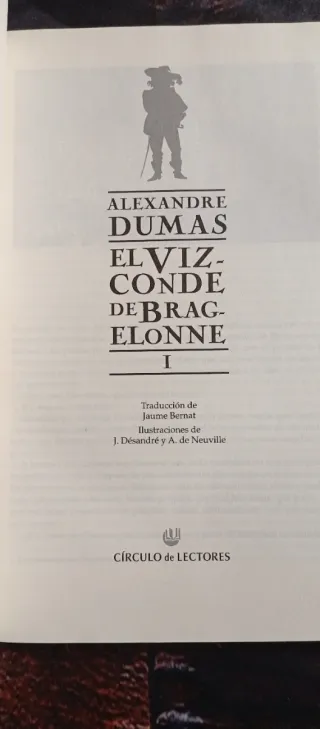 ALEXANDRE
DUMAS
EL VIZ-
CONDE
DE BRAG-
ELONNE
I
Traducción de
Jaume Bernat
Ilustraciones de
J. Désandré y A. de Neuville
CÍRCULO de LECTORES